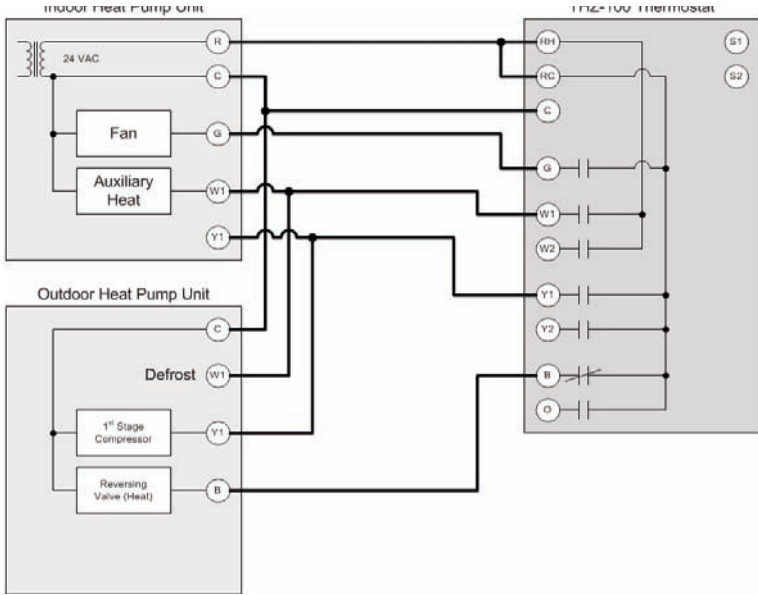 Indoor Heat Pump Unit
24 VAC
R
C
Fan
G
Auxiliary
Heat
W1
Y1
Outdoor Heat Pump Unit
C
Defrost
W1
1st Stage
Compressor
Y1
Reversing
Valve (Heat)
B
THZ-100 Thermostat
RH
S1
RC
S2
C
G
W1
W2
Y1
Y2
B
O